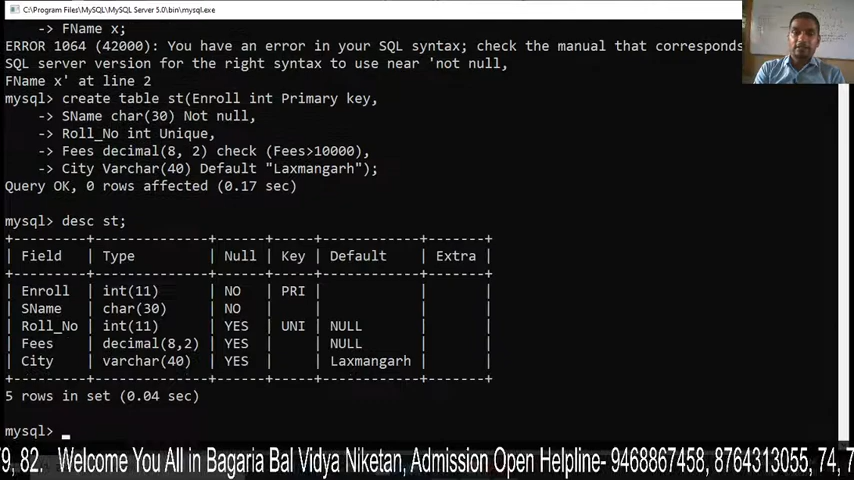 C:\Program Files\MySQL\MySQL Server 5.0\bin\mysql.exe
-> FName x;
ERROR 1064 (42000): You have an error in your SQL syntax; check the manual that corresponds
SQL server version for the right syntax to use near 'not null,
FName x' at line 2
mysql> create table st(Enroll int Primary key,
-> SName char(30) Not null,
-> Roll_No int Unique,
-> Fees decimal(8, 2) check (Fees>10000),
-> City Varchar(40) Default "Laxmangarh");
Query OK, 0 rows affected (0.17 sec)
mysql> desc st;
+---------+--------------+------+-----+------------+-------+
| Field | Type | Null | Key | Default | Extra |
+---------+--------------+------+-----+------------+-------+
| Enroll | int(11) | NO | PRI | | |
| SName | char(30) | NO | | | |
| Roll_No | int(11) | YES | UNI | NULL | |
| Fees | decimal(8,2) | YES | | NULL | |
| City | varchar(40) | YES | | Laxmangarh | |
+---------+--------------+------+-----+------------+-------+
5 rows in set (0.04 sec)
mysql> _
9, 82. Welcome You All in Bagaria Bal Vidya Niketan, Admission Open Helpline- 9468867458, 8764313055, 74, 7